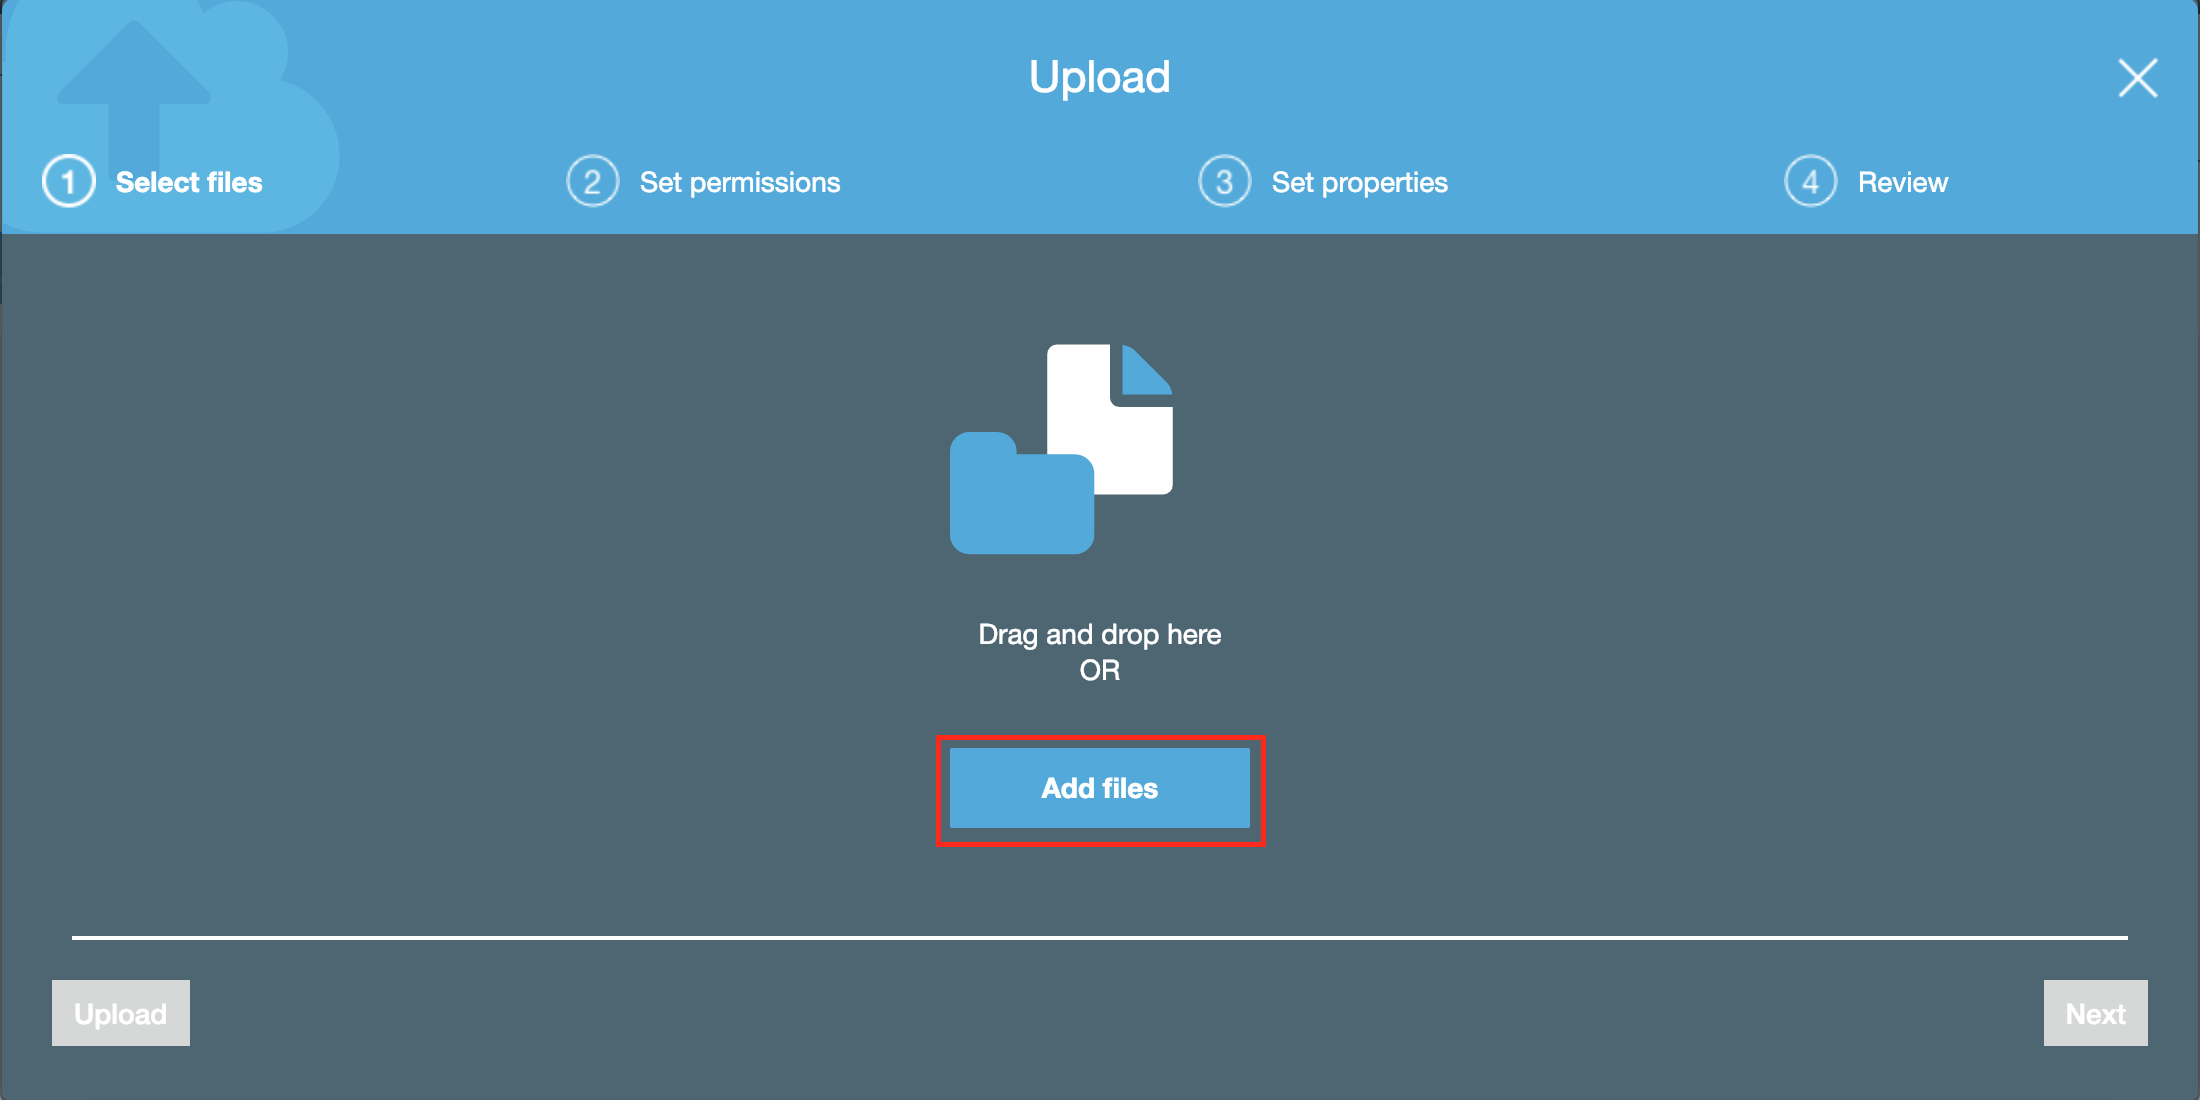 Upload
1 Select files
2 Set permissions
3 Set properties
4 Review
Drag and drop here
OR
Add files
Upload
Next